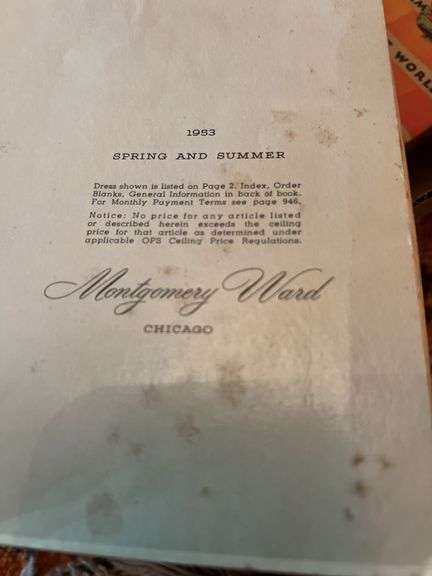 1953
SPRING AND SUMMER
Dress shown is listed on Page 2. Index, Order
Blanks, General Information in back of book.
For Monthly Payment Terms see page 946.
Notice: No price for any article listed
or described herein exceeds the ceiling
price for that article as determined under
applicable OPS Ceiling Price Regulations.
Montgomery Ward
CHICAGO
WORL